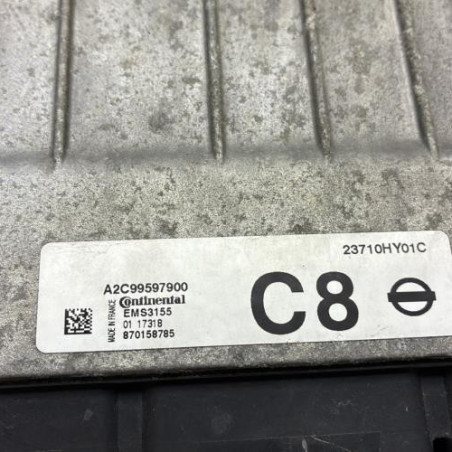 23710HY01C
A2C99597900
Continental
EMS3155
01 17318
870158785
MADE IN FRANCE
C8